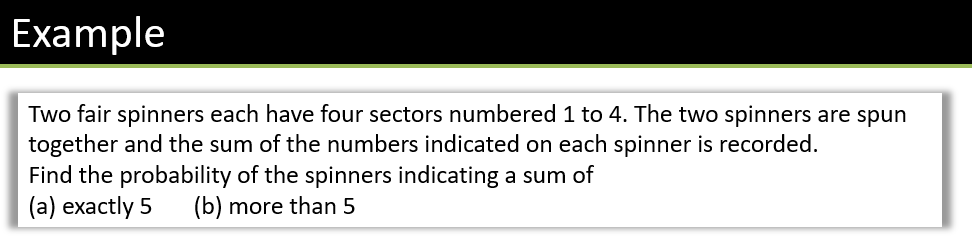 Example
Two fair spinners each have four sectors numbered 1 to 4. The two spinners are spun
together and the sum of the numbers indicated on each spinner is recorded.
Find the probability of the spinners indicating a sum of
(a) exactly 5 (b) more than 5